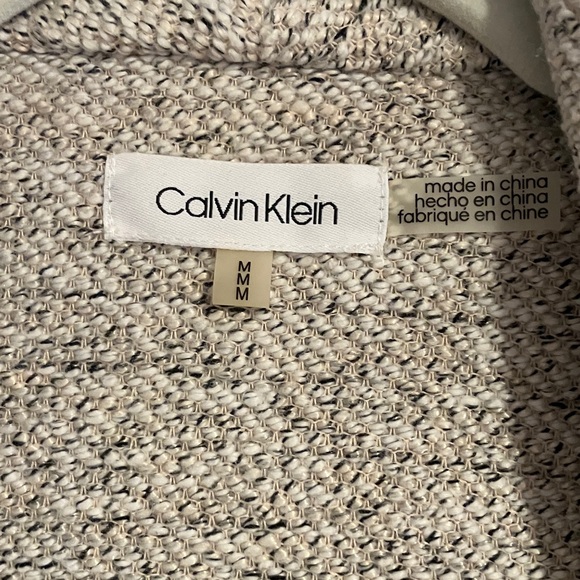 Calvin Klein
made in china
hecho en china
fabriqué en chine
M
M
M